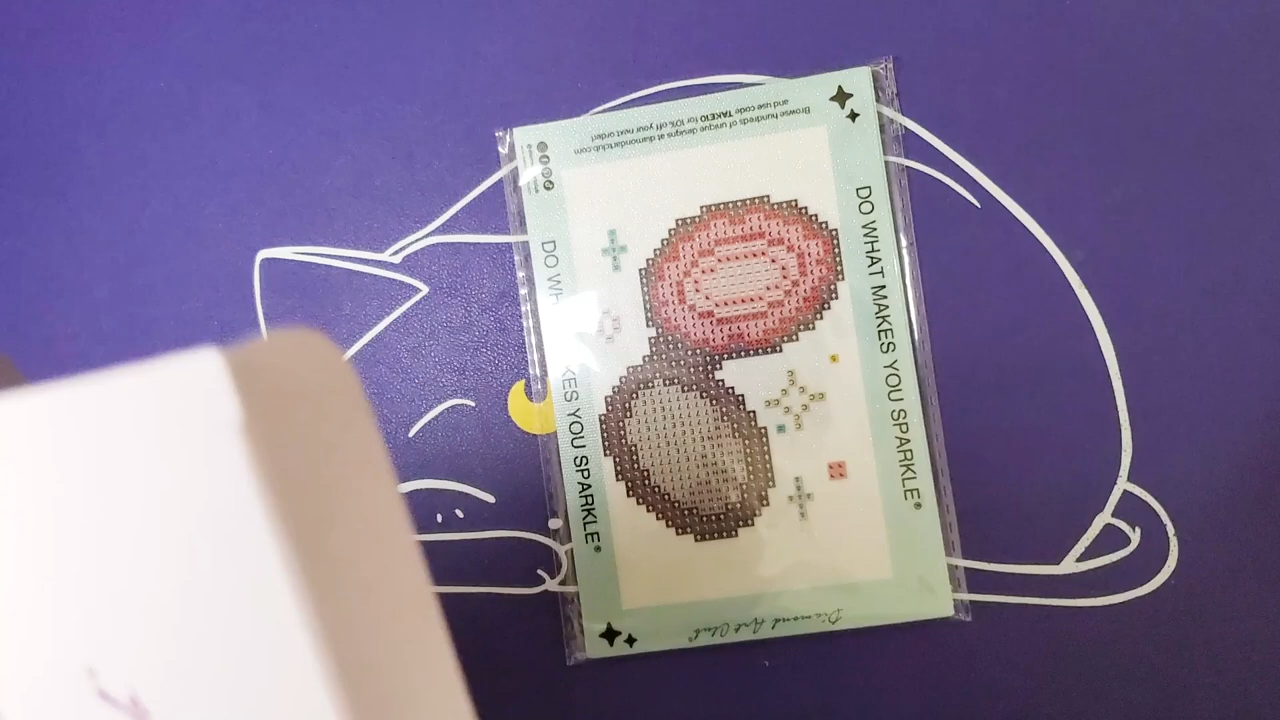 Browse hundreds of unique designs at diamondartclub.com
and use code TAKE10 for 10% off your next order!
DO WHAT MAKES YOU SPARKLE®
DO WH KES YOU SPARKLE®
Diamond Art Club®